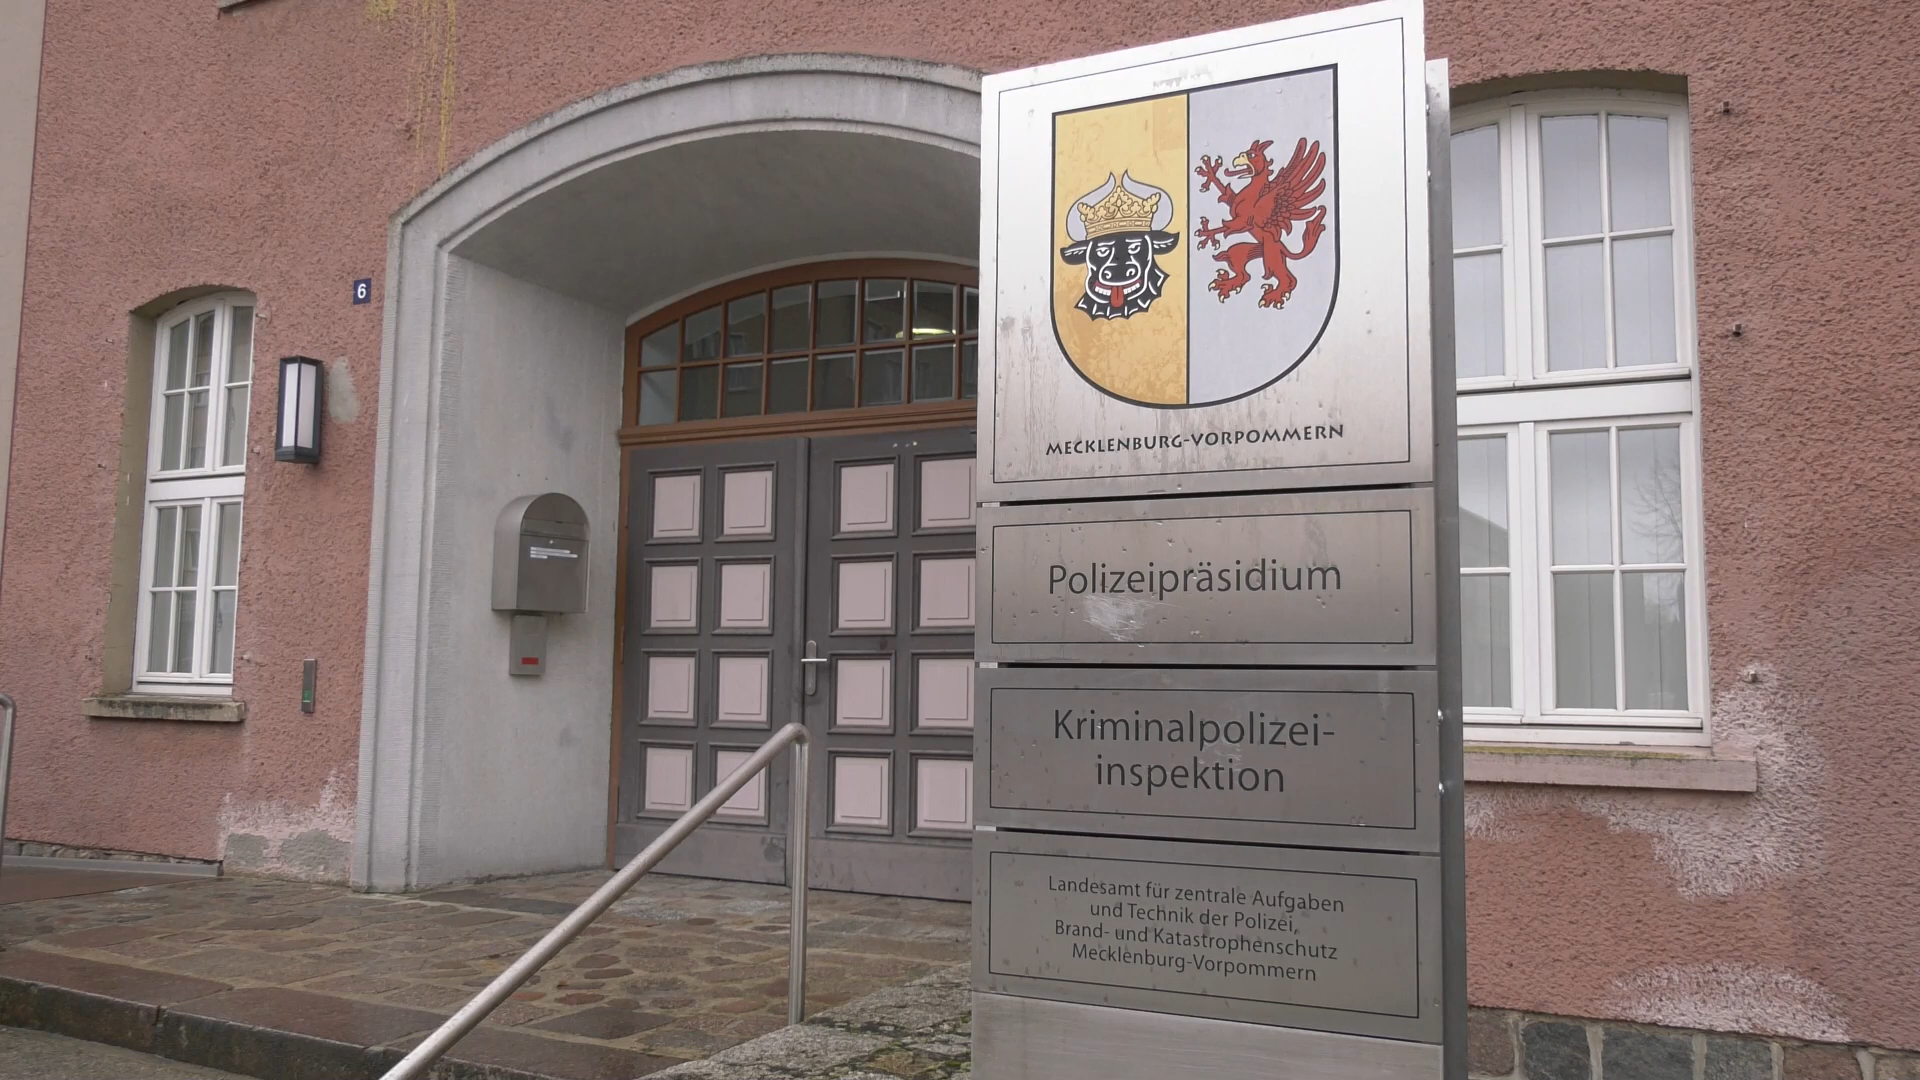 6
MECKLENBURG-VORPOMMERN
Polizeipräsidium
Kriminalpolizei-
inspektion
Landesamt für zentrale Aufgaben
und Technik der Polizei,
Brand- und Katastrophenschutz
Mecklenburg-Vorpommern